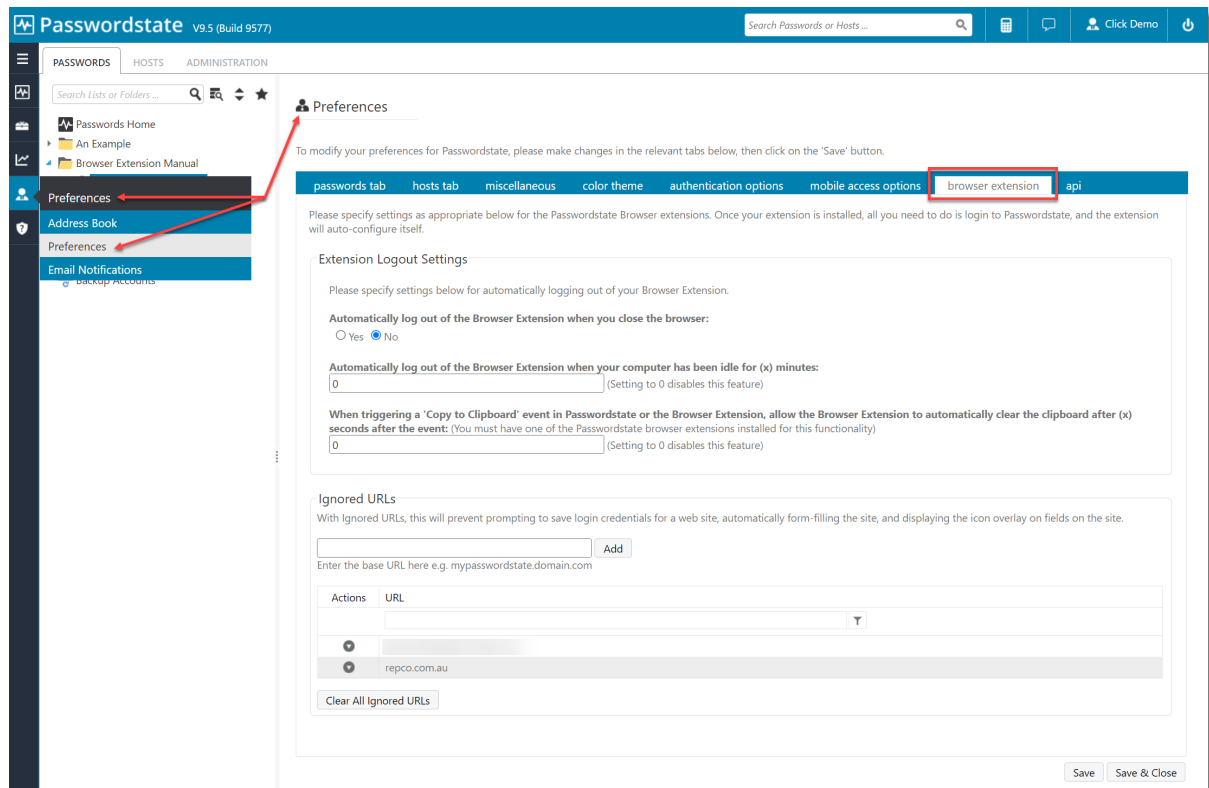 Passwordstate V9.5 (Build 9577)
Search Passwords or Hosts ...
Click Demo
PASSWORDS HOSTS ADMINISTRATION
Search Lists or Folders ...
Passwords Home
An Example
Browser Extension Manual
Preferences
Address Book
Preferences
Email Notifications
Backup Accounts
Preferences
To modify your preferences for Passwordstate, please make changes in the relevant tabs below, then click on the 'Save' button.
passwords tab hosts tab miscellaneous color theme authentication options mobile access options browser extension api
Please specify settings as appropriate below for the Passwordstate Browser extensions. Once your extension is installed, all you need to do is login to Passwordstate, and the extension
will auto-configure itself.
Extension Logout Settings
Please specify settings below for automatically logging out of your Browser Extension.
Automatically log out of the Browser Extension when you close the browser:
Yes No
Automatically log out of the Browser Extension when your computer has been idle for (x) minutes:
0 (Setting to 0 disables this feature)
When triggering a 'Copy to Clipboard' event in Passwordstate or the Browser Extension, allow the Browser Extension to automatically clear the clipboard after (x)
seconds after the event: (You must have one of the Passwordstate browser extensions installed for this functionality)
0 (Setting to 0 disables this feature)
Ignored URLs
With Ignored URLs, this will prevent prompting to save login credentials for a web site, automatically form-filling the site, and displaying the icon overlay on fields on the site.
Add
Enter the base URL here e.g. mypasswordstate.domain.com
Actions URL
repco.com.au
Clear All Ignored URLs
Save Save & Close